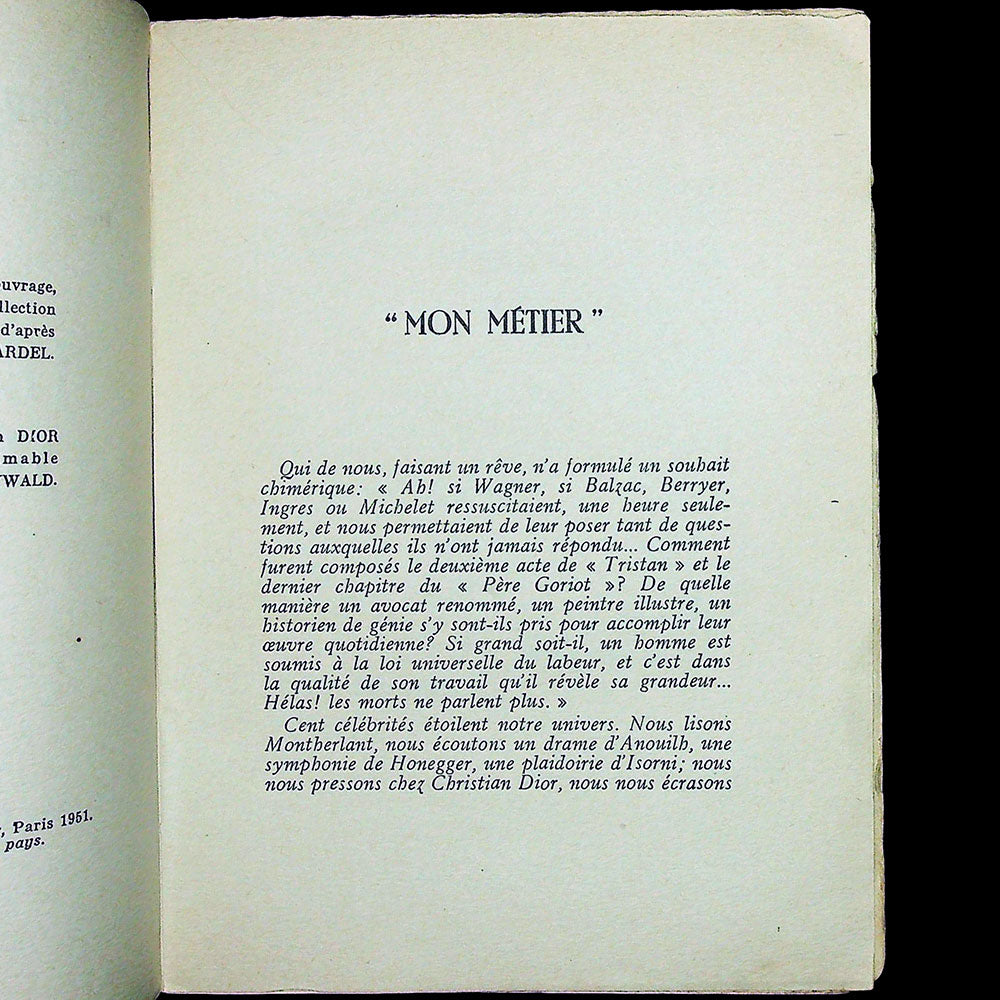 uvrage,
llection
d'après
ARDEL.
DIOR
mable
WALD.
, Paris 1951.
pays.
“ MON MÉTIER ”
Qui de nous, faisant un rêve, n'a formulé un souhait
chimérique : « Ah! si Wagner, si Balzac, Berryer,
Ingres ou Michelet ressuscitaient, une heure seule-
ment, et nous permettaient de leur poser tant de ques-
tions auxquelles ils n'ont jamais répondu... Comment
furent composés le deuxième acte de « Tristan » et le
dernier chapitre du « Père Goriot »? De quelle
manière un avocat renommé, un peintre illustre, un
historien de génie s'y sont-ils pris pour accomplir leur
œuvre quotidienne? Si grand soit-il, un homme est
soumis à la loi universelle du labeur, et c'est dans
la qualité de son travail qu'il révèle sa grandeur...
Hélas! les morts ne parlent plus. »
Cent célébrités étoilent notre univers. Nous lisons
Montherlant, nous écoutons un drame d'Anouilh, une
symphonie de Honegger, une plaidoirie d'Isorni; nous
nous pressons chez Christian Dior, nous nous écrasons